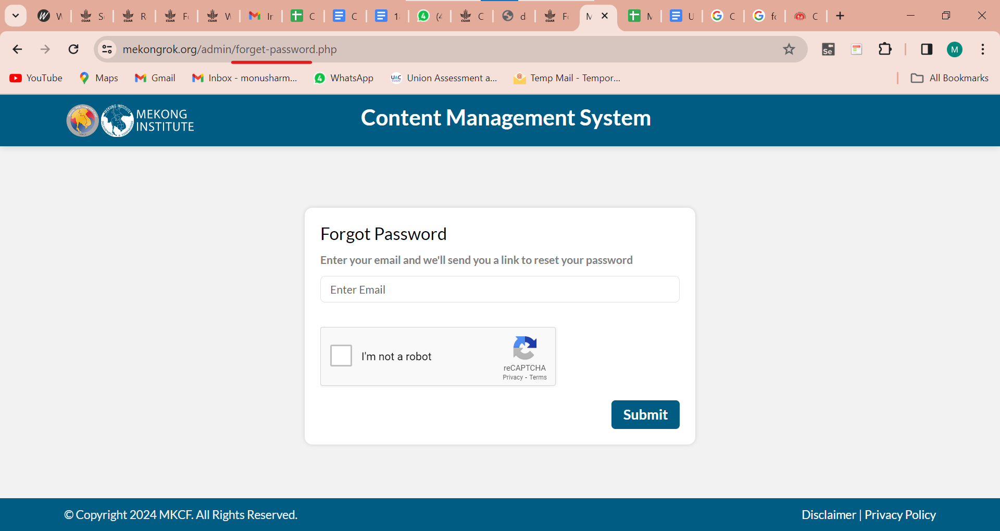 W S R F W Ir C C 1 (4 C d F M M U C f C
mekongrok.org/admin/forget-password.php
Se
M
YouTube Maps Gmail Inbox - monusharm... 4 WhatsApp UAC Union Assessment a... Temp Mail - Tempor... All Bookmarks
MEKONG
INSTITUTE
Content Management System
Forgot Password
Enter your email and we'll send you a link to reset your password
Enter Email
I'm not a robot
reCAPTCHA
Privacy - Terms
Submit
© Copyright 2024 MKCF. All Rights Reserved.
Disclaimer | Privacy Policy